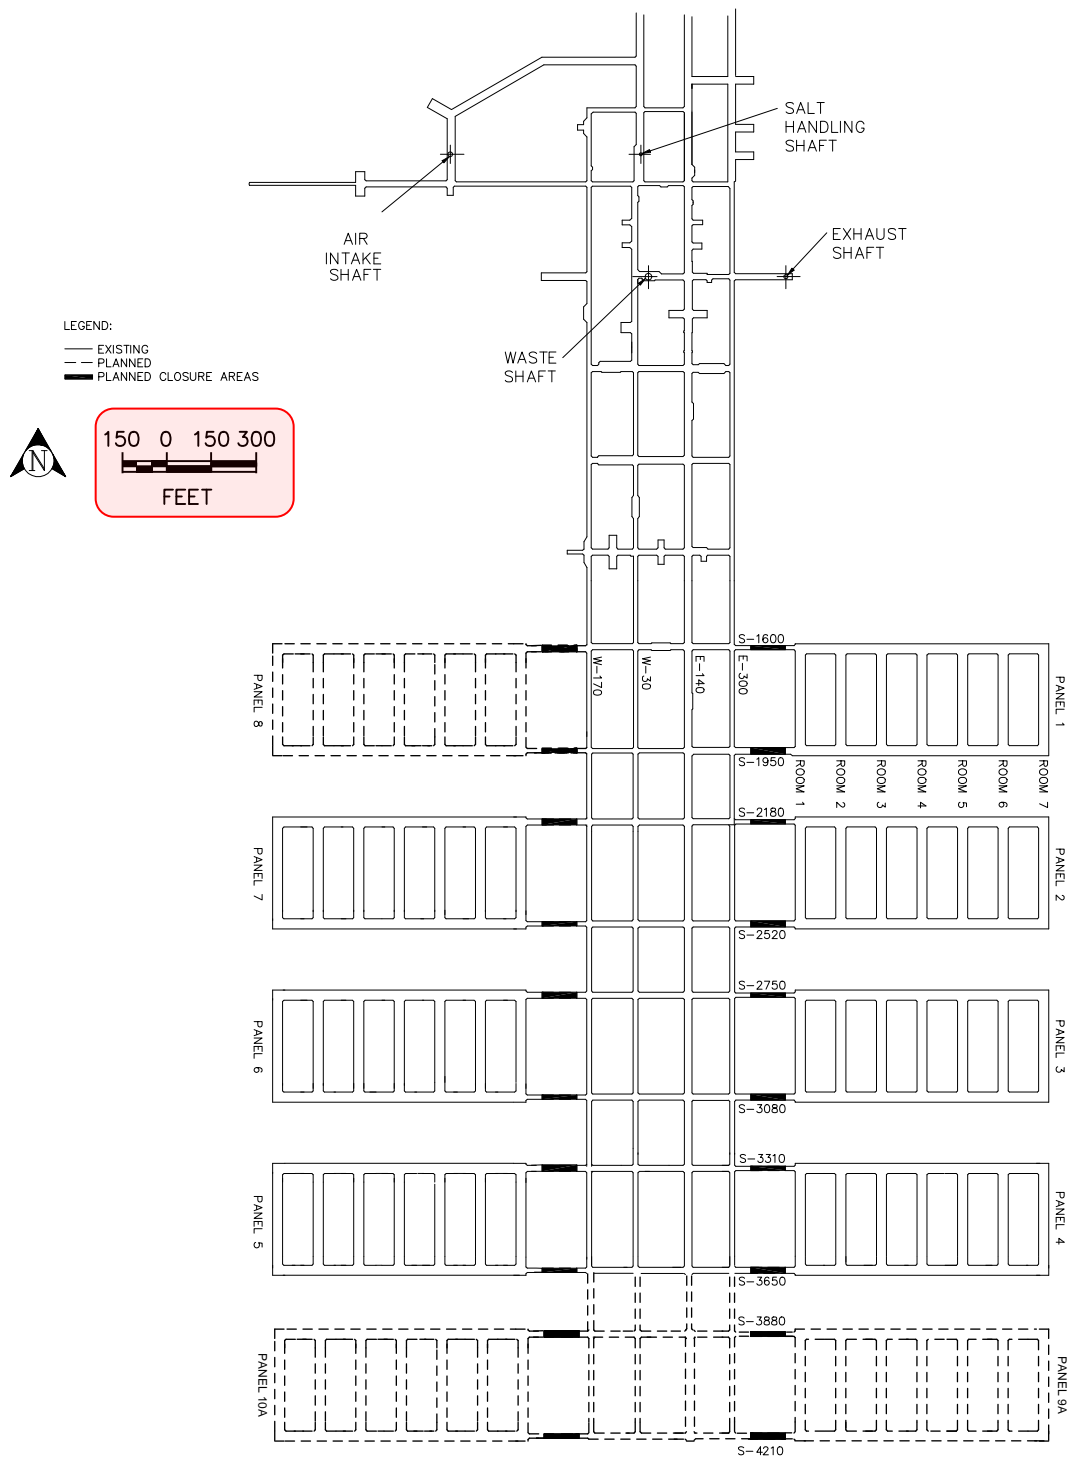 SALT
HANDLING
SHAFT
AIR
INTAKE
SHAFT
EXHAUST
SHAFT
LEGEND:
EXISTING
PLANNED
PLANNED CLOSURE AREAS
WASTE
SHAFT
N
150 0 150 300
FEET
S-1600
W-170
W-30
E-140
E-300
PANEL 8
PANEL 1
S-1950
ROOM 1
ROOM 2
ROOM 3
ROOM 4
ROOM 5
ROOM 6
ROOM 7
S-2180
PANEL 7
PANEL 2
S-2520
S-2750
PANEL 6
PANEL 3
S-3080
S-3310
PANEL 5
PANEL 4
S-3650
S-3880
PANEL 10A
PANEL 9A
S-4210